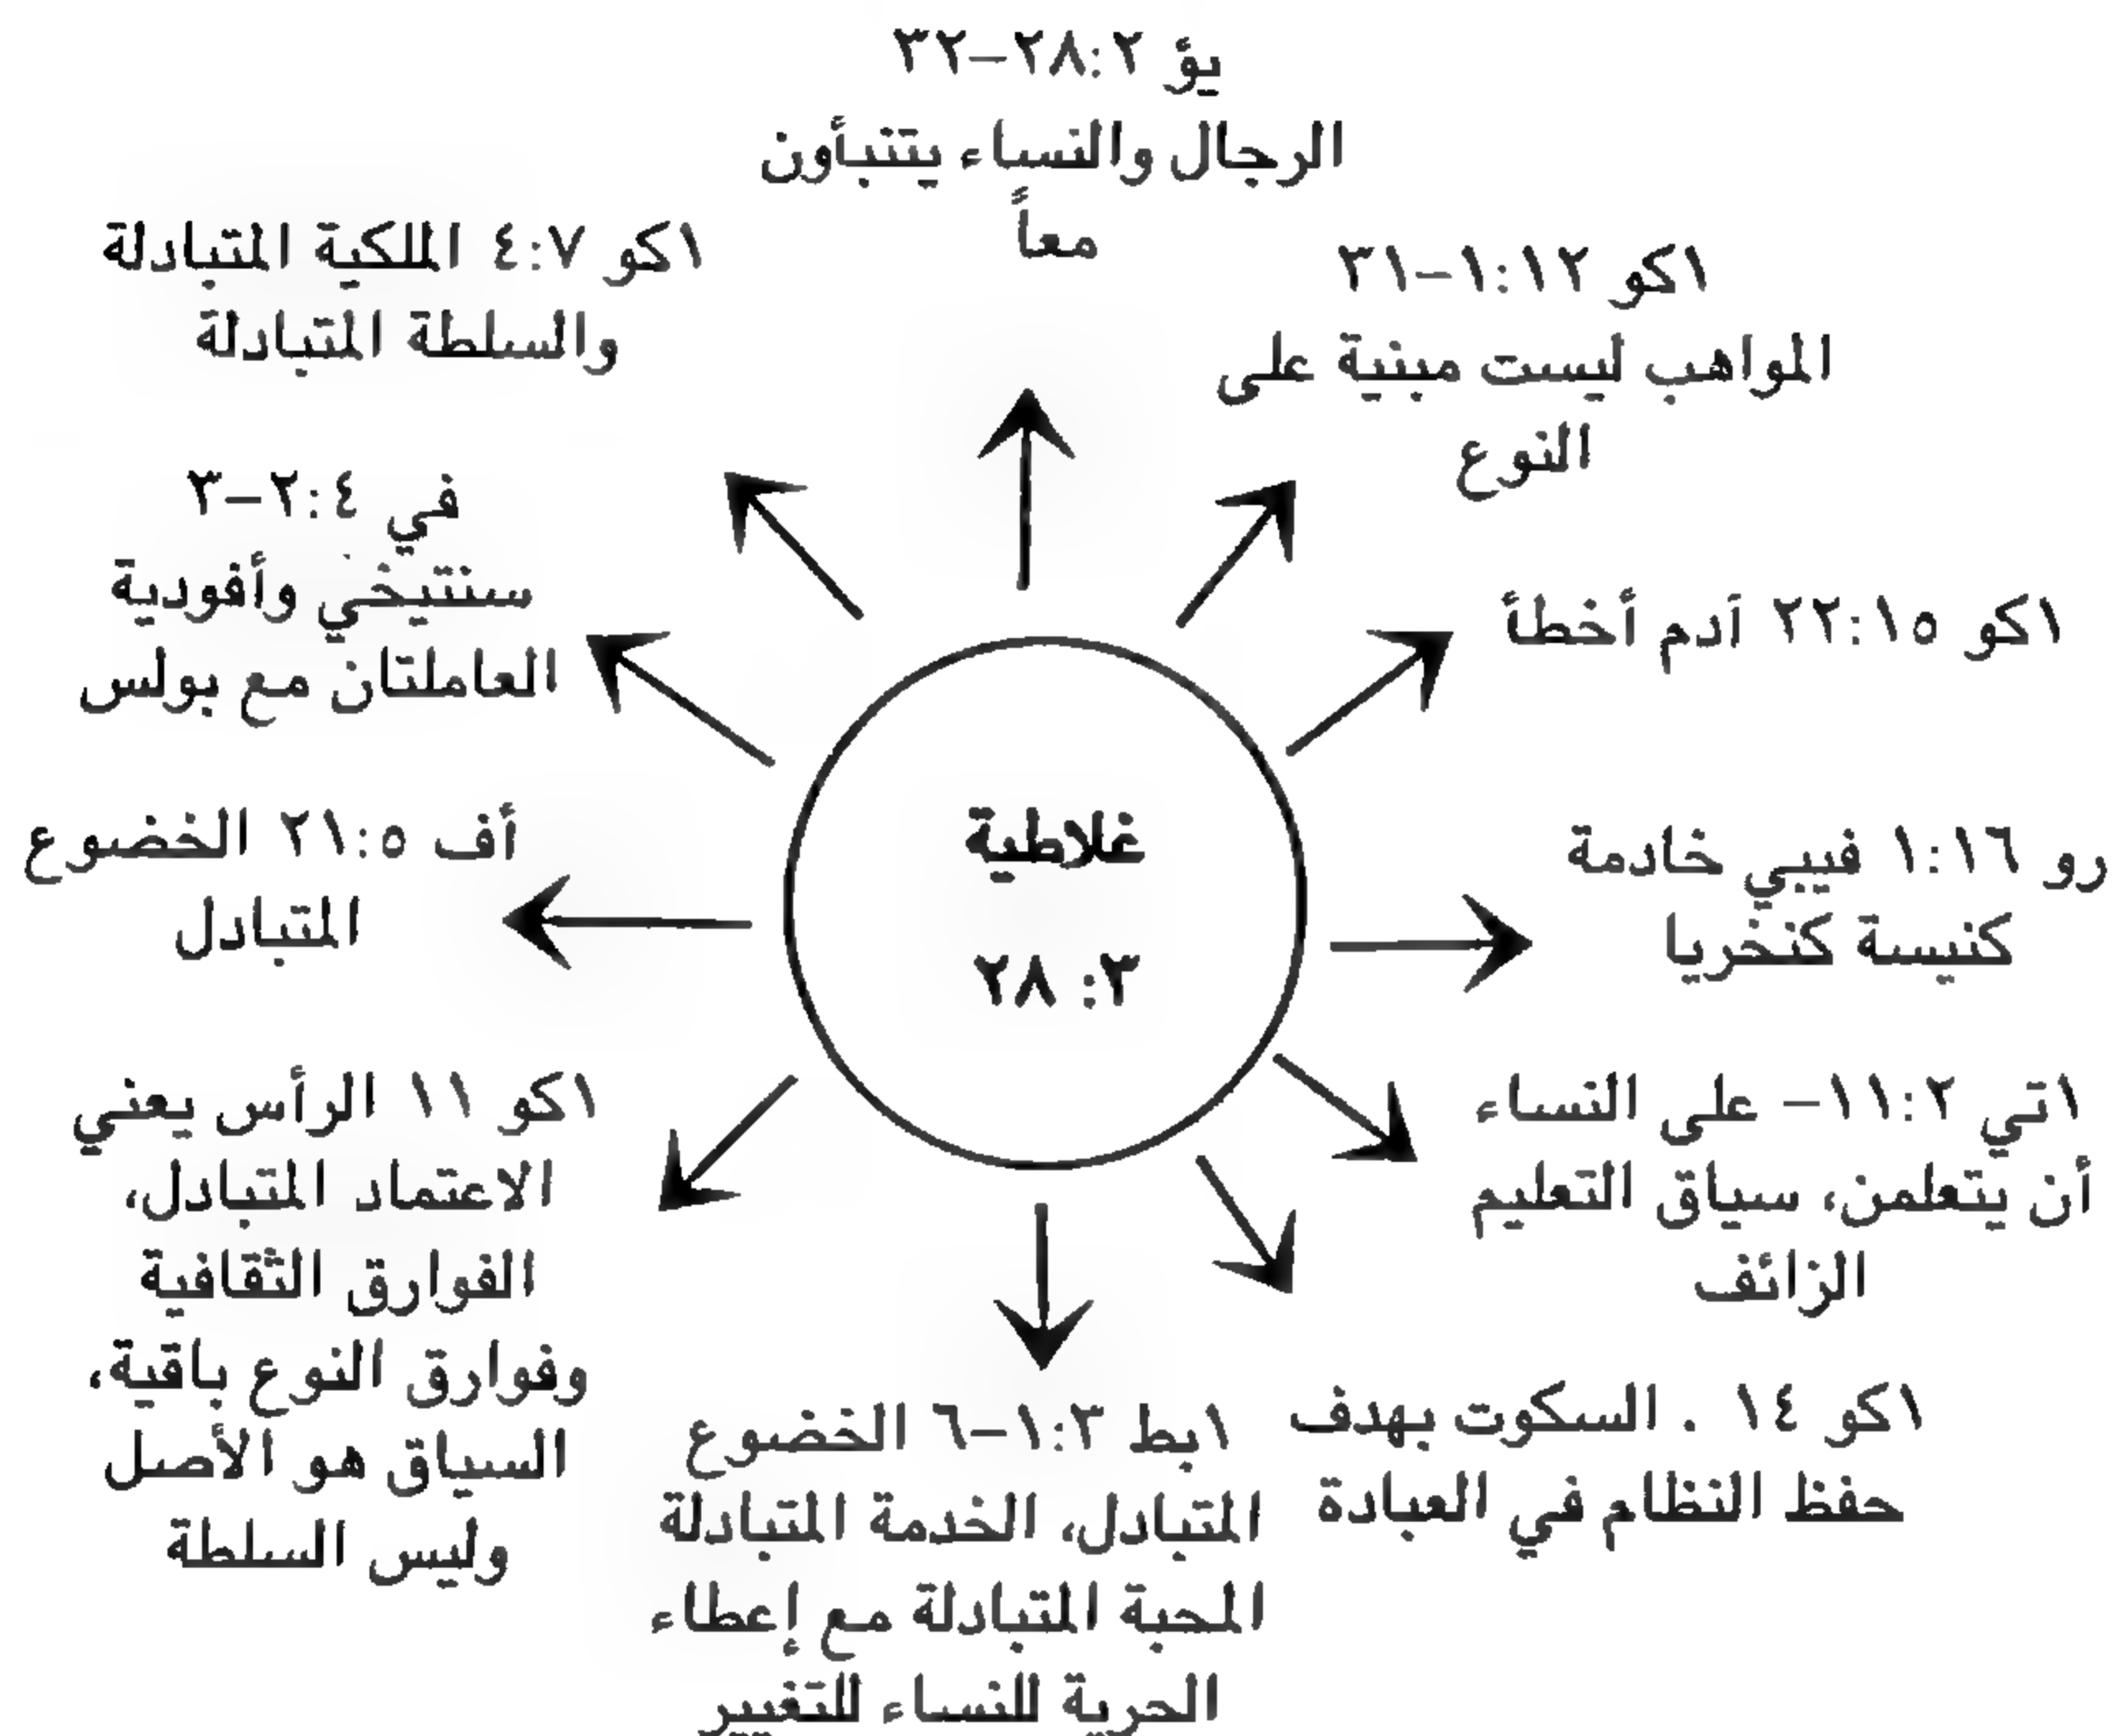 يؤ ٢٨:٢–٣٢
الرجال والنساء يتنبأون
معاً
١كو ١:١٢–٣١
المواهب ليست مبنية على
النوع
١كو ٢٢:١٥ آدم أخطأ
رو ١:١٦ فيبي خادمة
كنيسة كنخريا
١تي ١١:٢– على النساء
أن يتعلمن، سياق التعليم
الزائف
١كو ١٤ . السكوت بهدف
حفظ النظام في العبادة
١بط ١:٣–٦ الخضوع
المتبادل، الخدمة المتبادلة
المحبة المتبادلة مع إعطاء
الحرية للنساء للتغيير
١كو ١١ الرأس يعني
الاعتماد المتبادل،
الفوارق الثقافية
وفوارق النوع باقية،
السياق هو الأصل
وليس السلطة
أف ٢١:٥ الخضوع
المتبادل
في ٢:٤–٣
سنتيخي وأفودية
العاملتان مع بولس
١كو ٤:٧ الملكية المتبادلة
والسلطة المتبادلة
غلاطية
٣: ٢٨